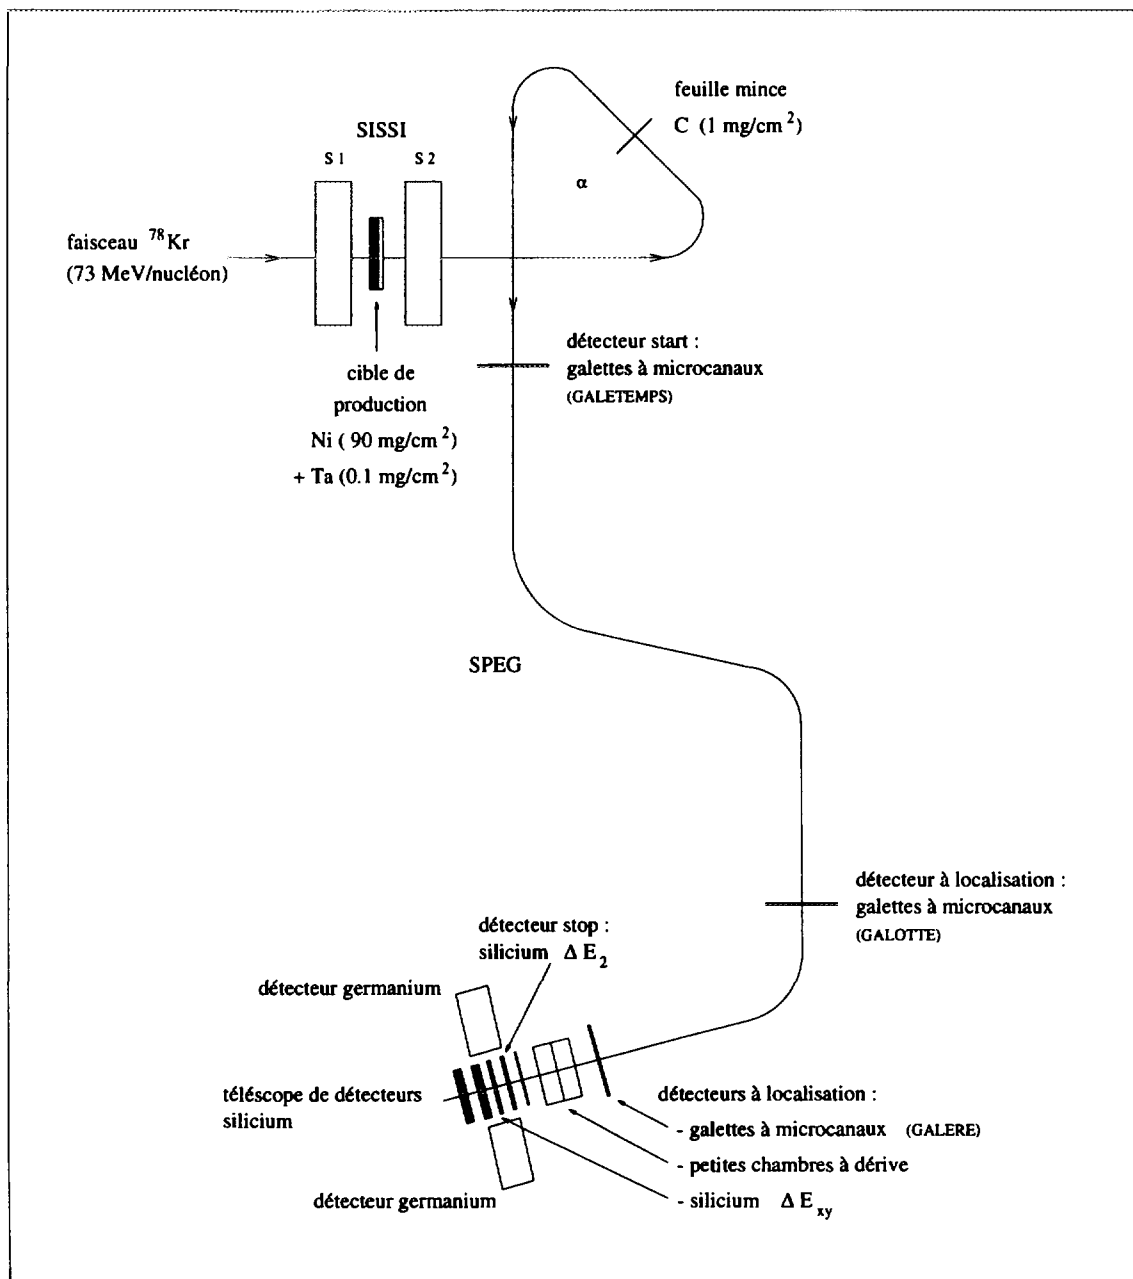 SISSI
S 1
S 2
faisceau ⁷⁸Kr
(73 MeV/nucléon)
cible de
production
Ni ( 90 mg/cm²)
+ Ta (0.1 mg/cm²)
feuille mince
C (1 mg/cm²)
α
détecteur start :
galettes à microcanaux
(GALETEMPS)
SPEG
détecteur à localisation :
galettes à microcanaux
(GALOTTE)
détecteur stop :
silicium Δ E₂
détecteur germanium
téléscope de détecteurs
silicium
détecteur germanium
détecteurs à localisation :
- galettes à microcanaux (GALERE)
- petites chambres à dérive
- silicium Δ E xy